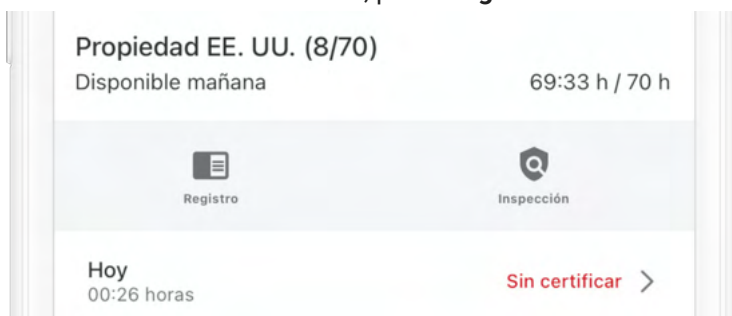 Propiedad EE. UU. (8/70)
Disponible mañana 69:33 h / 70 h
Registro Inspección
Hoy
00:26 horas
Sin certificar